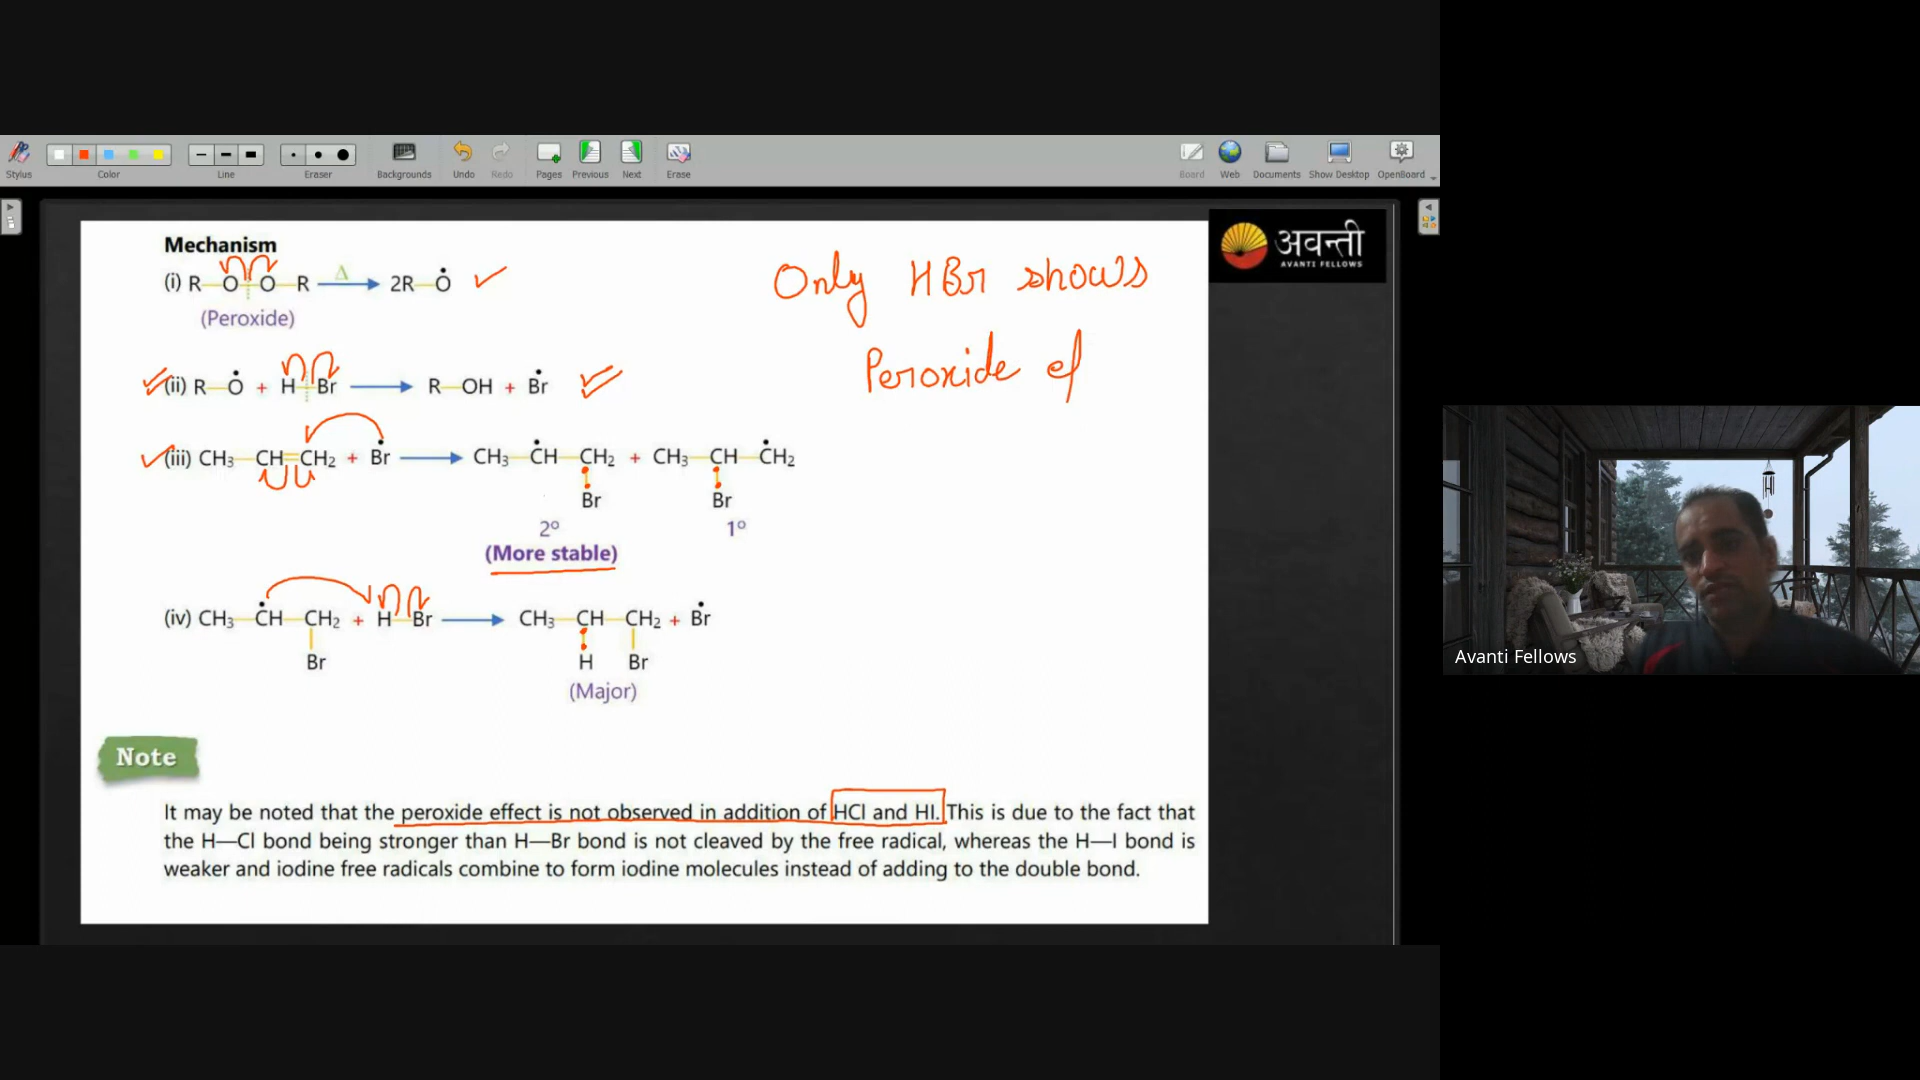 Stylus
Color
Line
Eraser
Backgrounds
Undo
Redo
Pages
Previous
Next
Erase
Board
Web
Documents
Show Desktop
OpenBoard
अवन्ती
AVANTI FELLOWS
Mechanism
(i) R—O—O—R —Δ→ 2R—Ȯ ✓
(Peroxide)
Only HBr shows
Peroxide ef
(ii) R—Ȯ + H—Br → R—OH + Ḃr
(iii) CH₃—CH=CH₂ + Ḃr → CH₃—ĊH—CH₂ + CH₃—CH—ĊH₂
Br Br
2° 1°
(More stable)
(iv) CH₃—ĊH—CH₂ + H—Br → CH₃—CH—CH₂ + Ḃr
Br H Br
(Major)
Note
It may be noted that the peroxide effect is not observed in addition of HCl and HI. This is due to the fact that
the H—Cl bond being stronger than H—Br bond is not cleaved by the free radical, whereas the H—I bond is
weaker and iodine free radicals combine to form iodine molecules instead of adding to the double bond.
Avanti Fellows